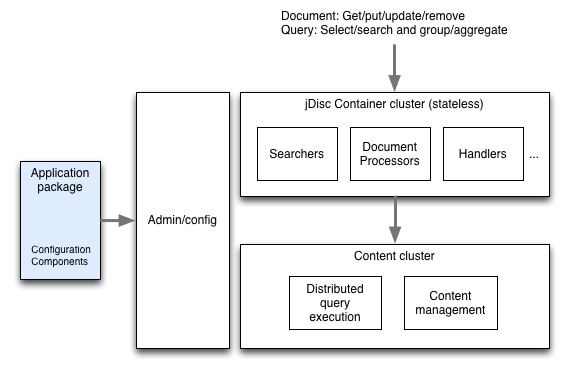 Document: Get/put/update/remove
Query: Select/search and group/aggregate
jDisc Container cluster (stateless)
Searchers
Document
Processors
Handlers
...
Application
package
Configuration
Components
Admin/config
Content cluster
Distributed
query
execution
Content
management